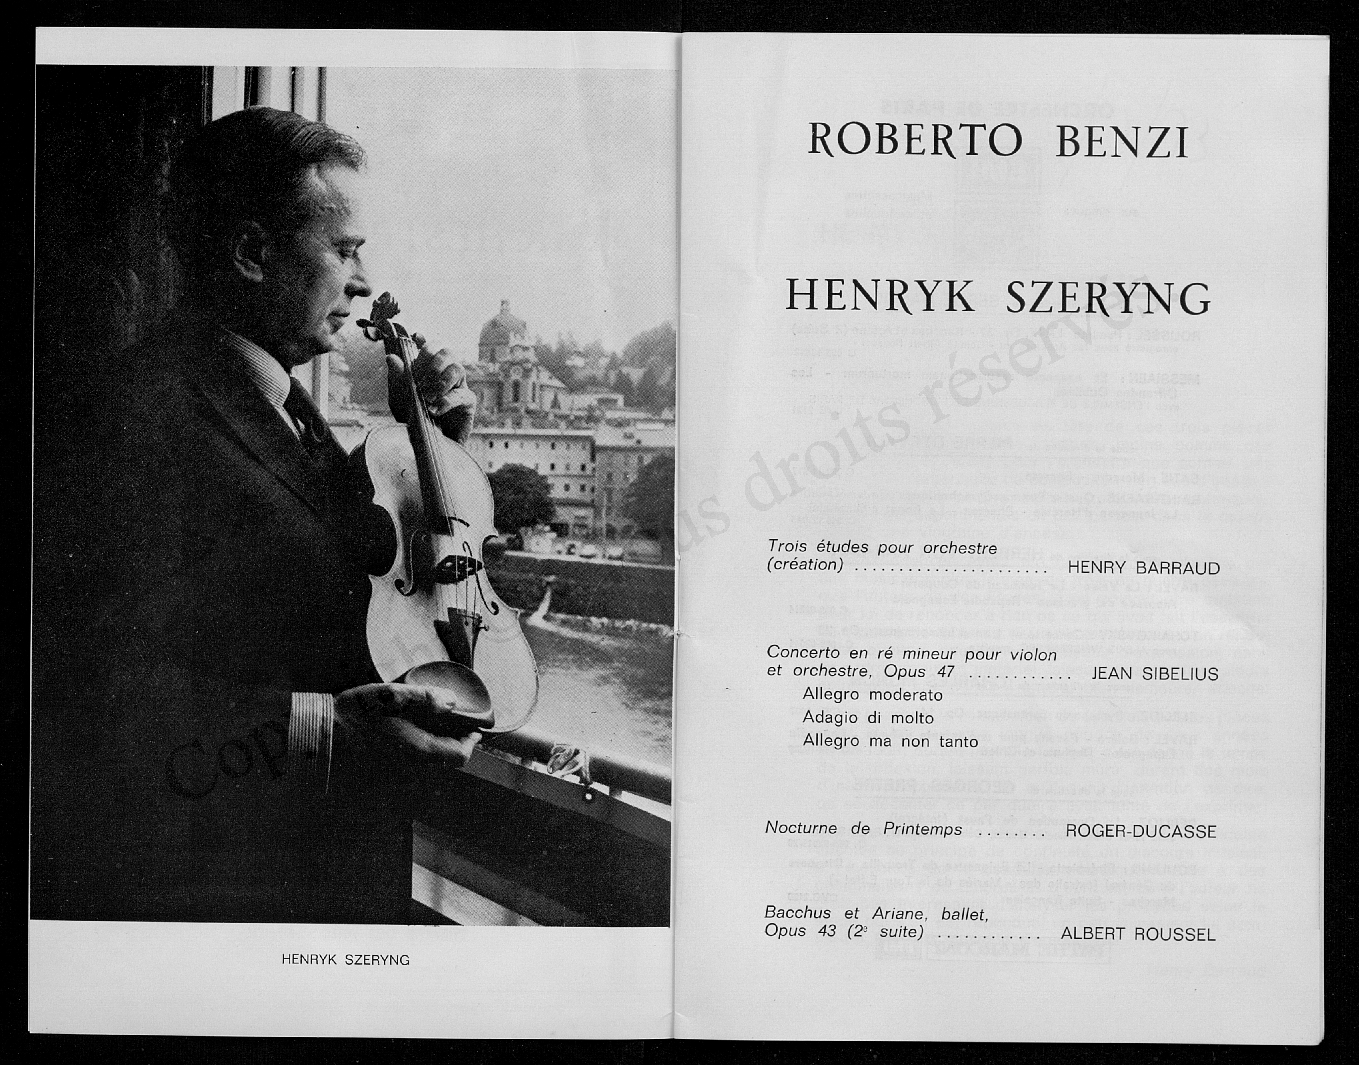 HENRYK SZERYNG
ROBERTO BENZI
HENRYK SZERYNG
Trois études pour orchestre
(création) ...................... HENRY BARRAUD
Concerto en ré mineur pour violon
et orchestre, Opus 47 ............ JEAN SIBELIUS
Allegro moderato
Adagio di molto
Allegro ma non tanto
Nocturne de Printemps ........ ROGER-DUCASSE
Bacchus et Ariane, ballet,
Opus 43 (2e suite) ............ ALBERT ROUSSEL
droits réservés